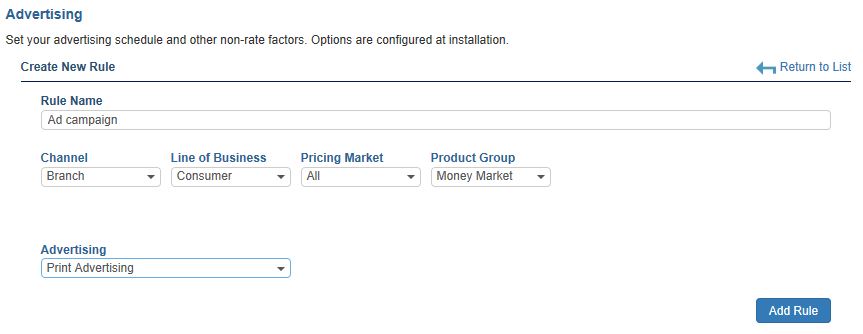 Advertising
Set your advertising schedule and other non-rate factors. Options are configured at installation.
Create New Rule
Return to List
Rule Name
Ad campaign
Channel Line of Business Pricing Market Product Group
Branch Consumer All Money Market
Advertising
Print Advertising
Add Rule